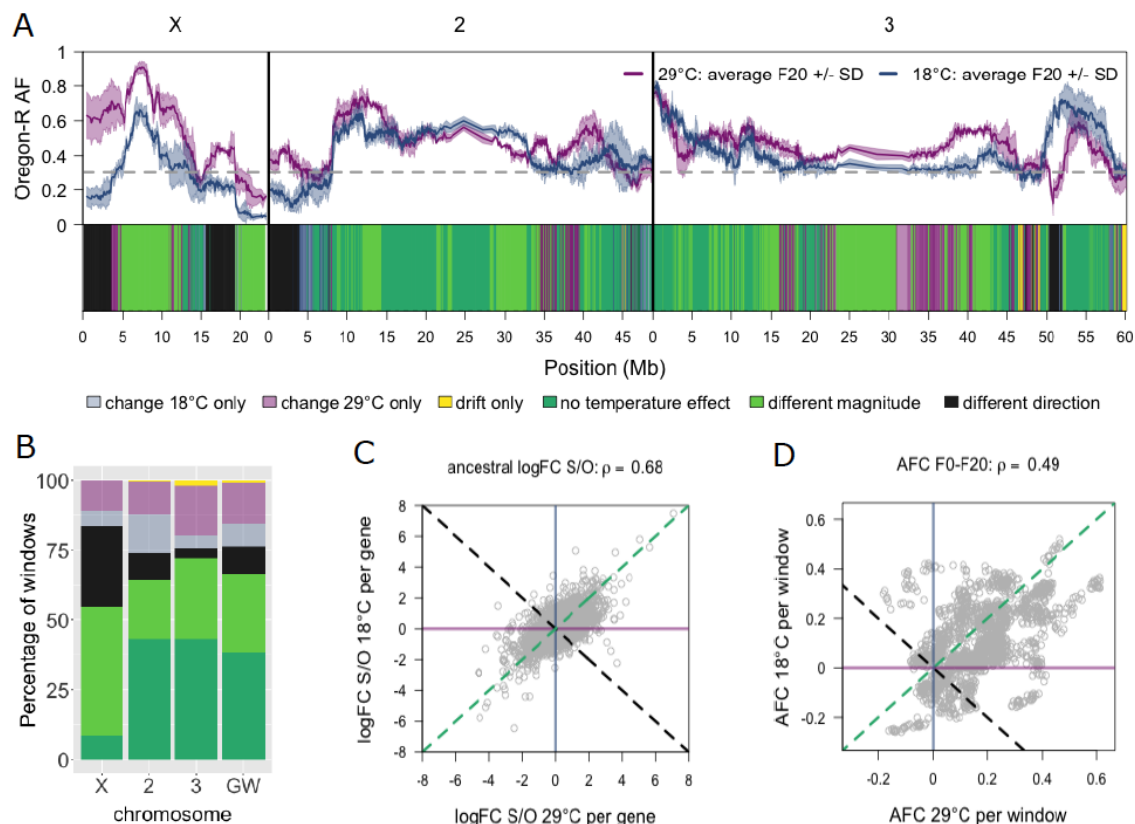 A
X 2 3
Oregon-R AF
1
0.8
0.6
0.4
0.2
0
29°C: average F20 +/- SD 18°C: average F20 +/- SD
0 5 10 15 20 0 5 10 15 20 25 30 35 40 45 0 5 10 15 20 25 30 35 40 45 50 55 60
Position (Mb)
change 18°C only change 29°C only drift only no temperature effect different magnitude different direction
B
Percentage of windows
100
75
50
25
0
X 2 3 GW
chromosome
C
ancestral logFC S/O: ρ = 0.68
logFC S/O 18°C per gene
8
6
4
2
0
-2
-4
-6
-8
-8 -6 -4 -2 0 2 4 6 8
logFC S/O 29°C per gene
D
AFC F0-F20: ρ = 0.49
AFC 18°C per window
0.6
0.4
0.2
0
-0.2
-0.2 0 0.2 0.4 0.6
AFC 29°C per window